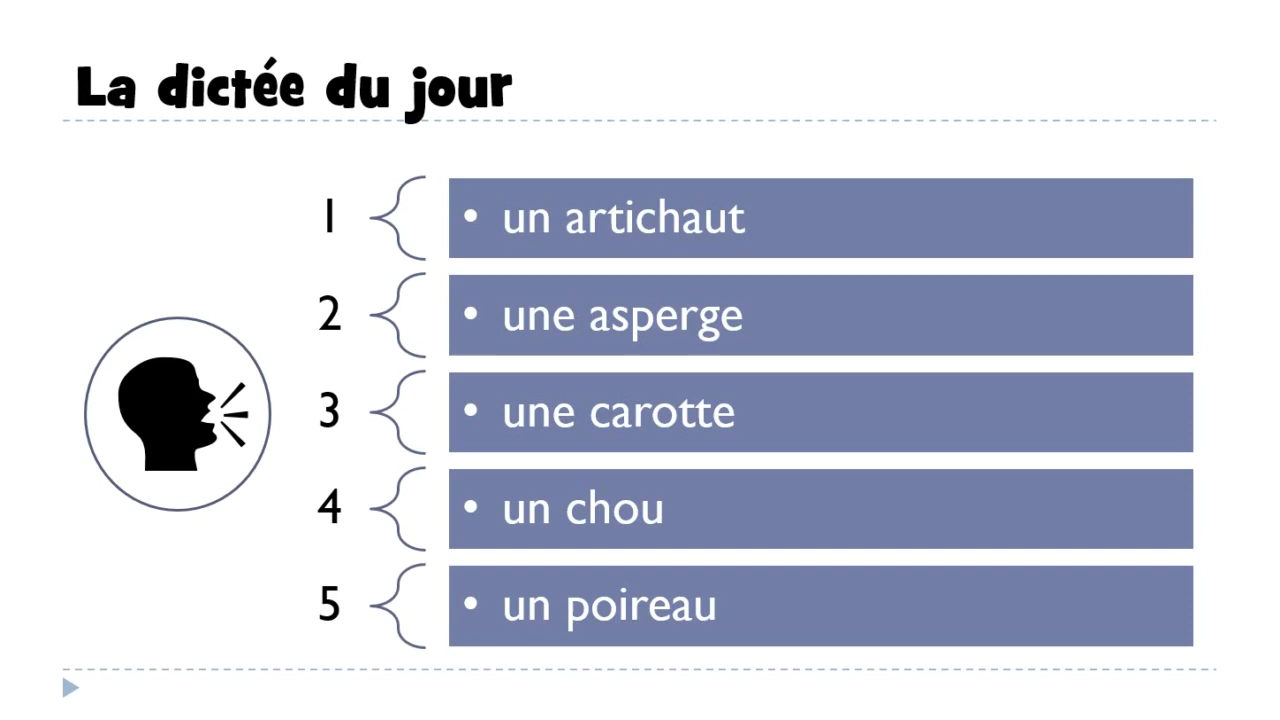 La dictée du jour
1
• un artichaut
2
• une asperge
3
• une carotte
4
• un chou
5
• un poireau